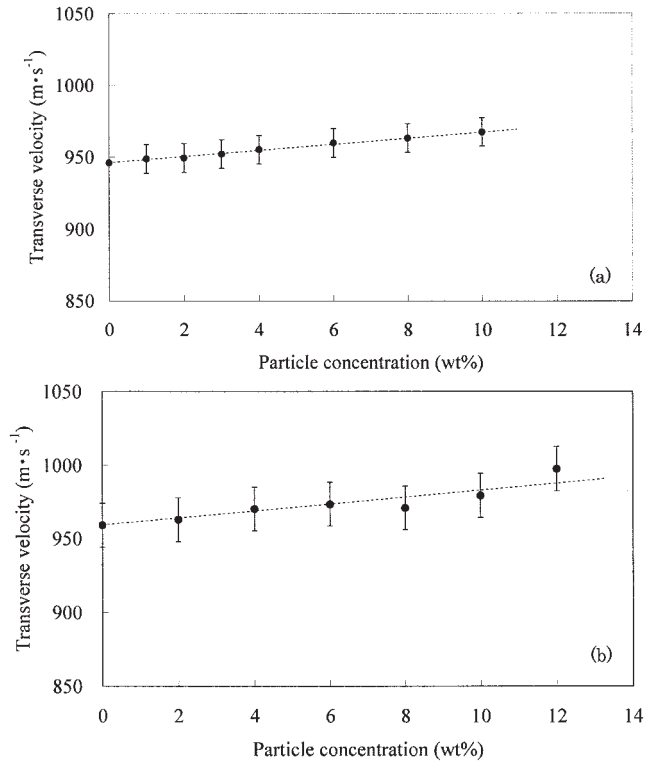 1050
1000
950
900
850
Transverse velocity (m·s⁻¹)
(a)
0 2 4 6 8 10 12 14
Particle concentration (wt%)
1050
1000
950
900
850
Transverse velocity (m·s⁻¹)
(b)
0 2 4 6 8 10 12 14
Particle concentration (wt%)